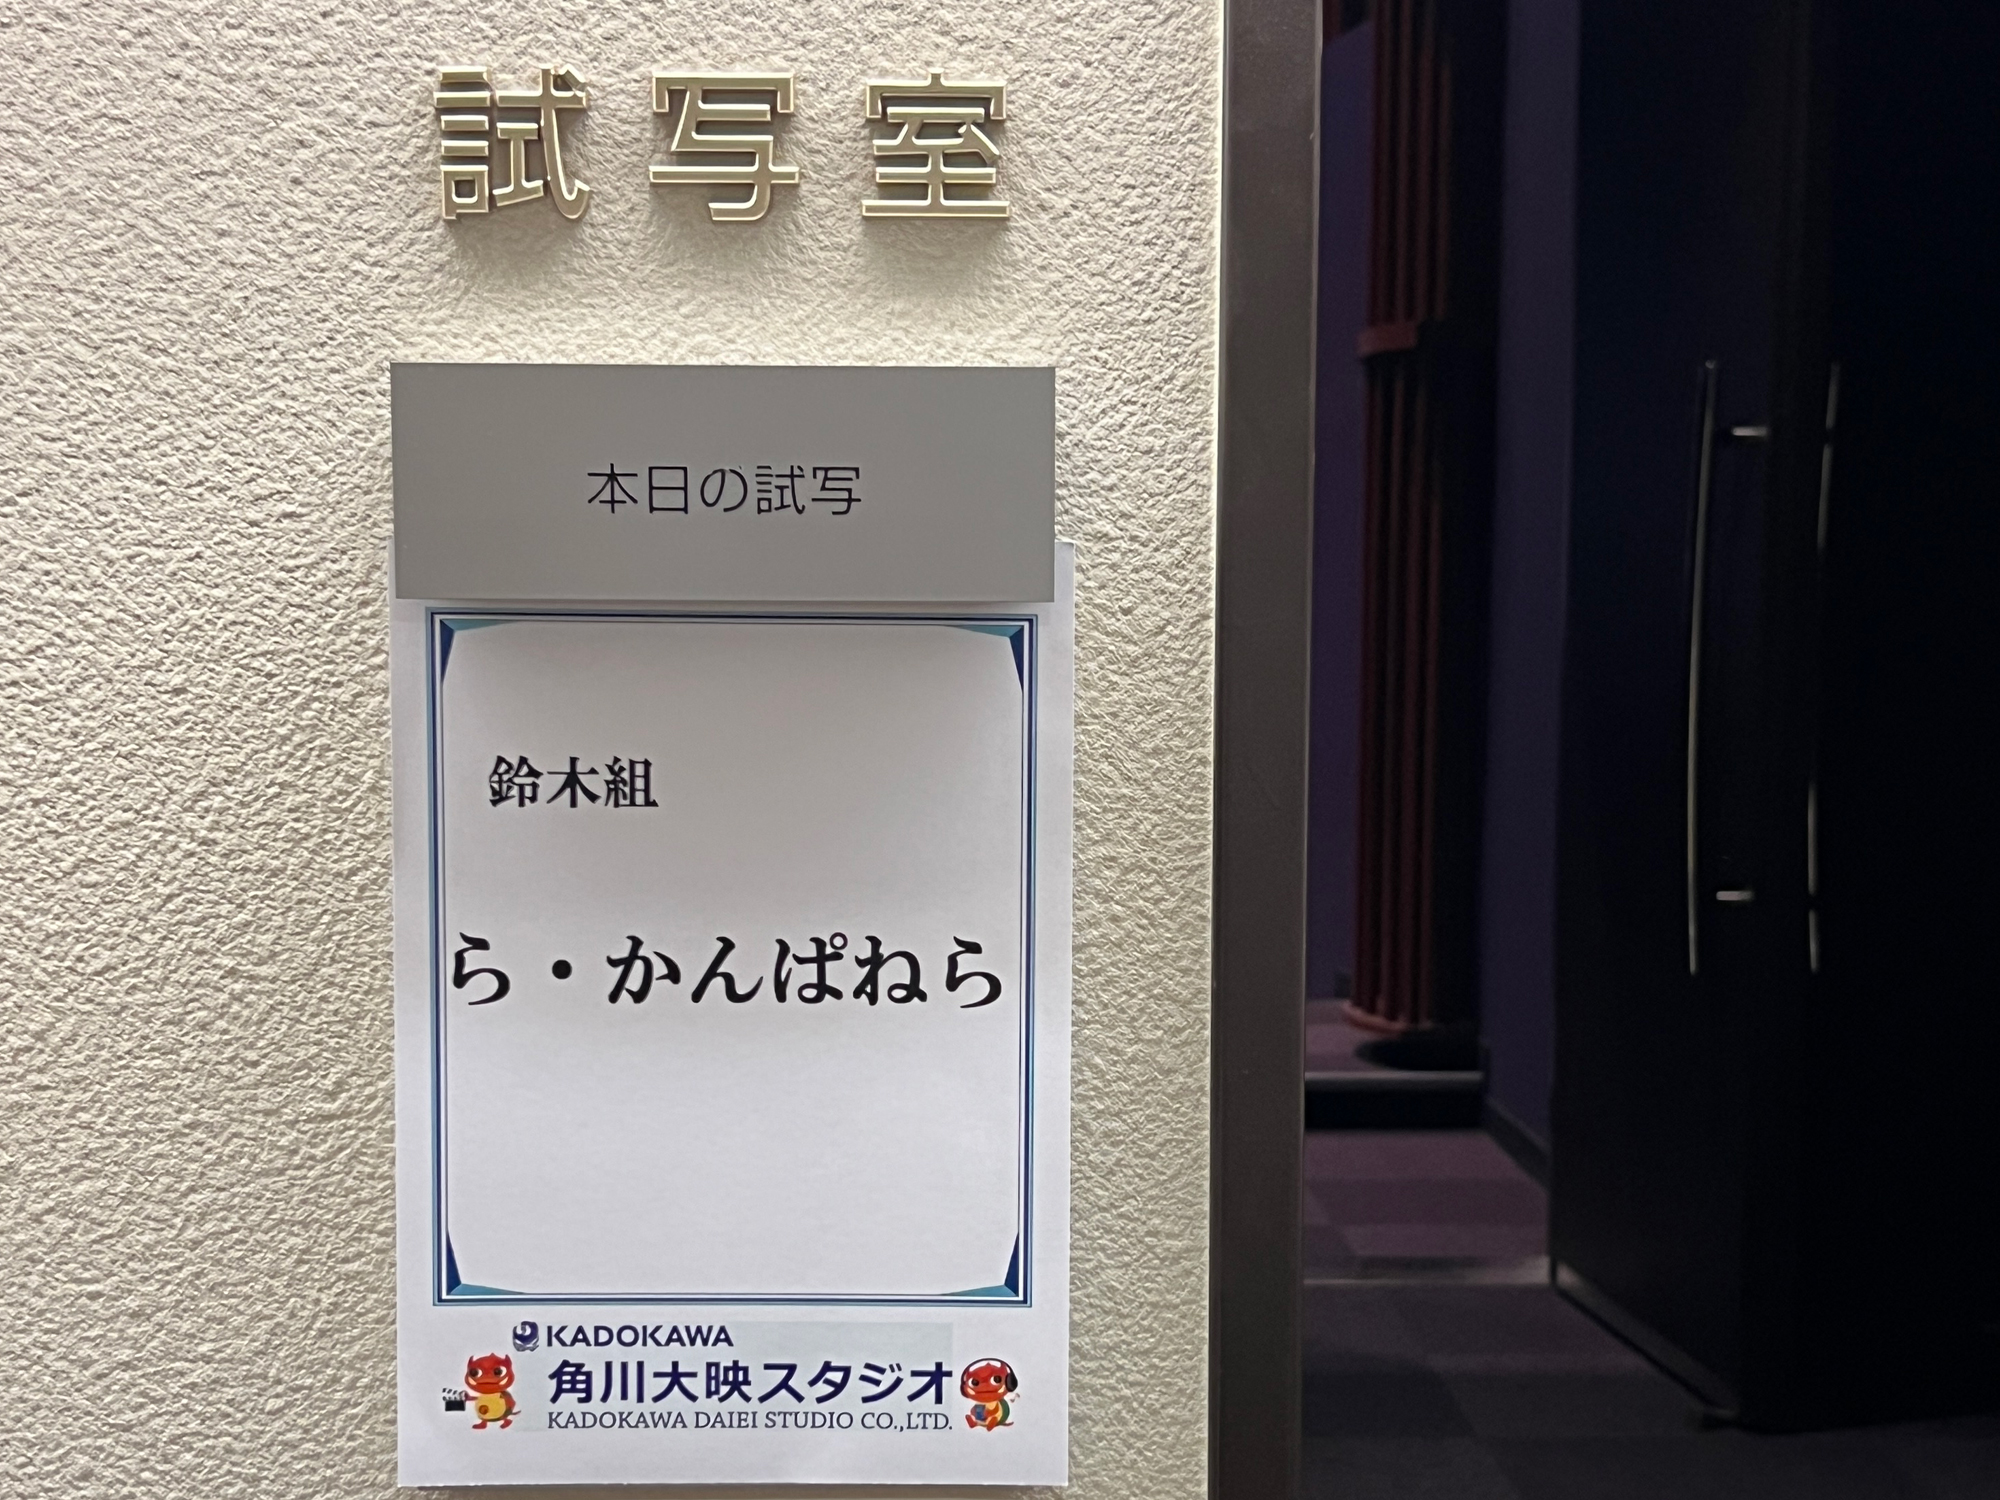 試写室
本日の試写
鈴木組
ら・かんぱねら
KADOKAWA
角川大映スタジオ
KADOKAWA DAIEI STUDIO CO.,LTD.